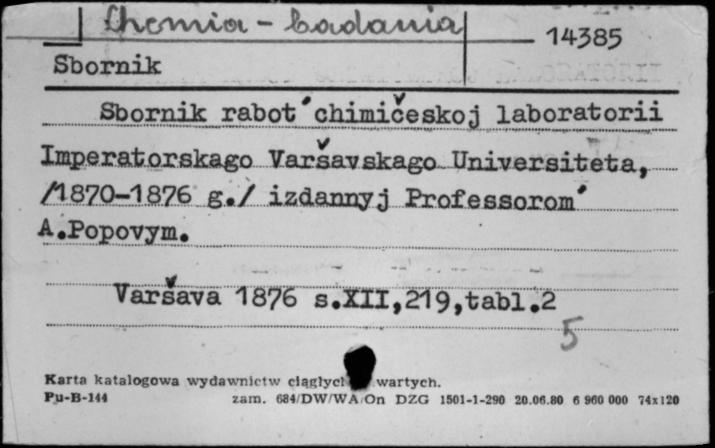 Chemia - badania
14385
Sbornik
Sbornik rabot' chimičeskoj laboratorii
Imperatorskago Varšavskago Universiteta,
/1870-1876 g./ izdannyj Professorom'
A.Popovym.
Varšava 1876 s.XII,219,tabl.2
5
Karta katalogowa wydawnictw ciągłych wartych.
Pu-B-144 zam. 684/DW/WA/On DZG 1501-1-290 20.06.80 6 960 000 74x120